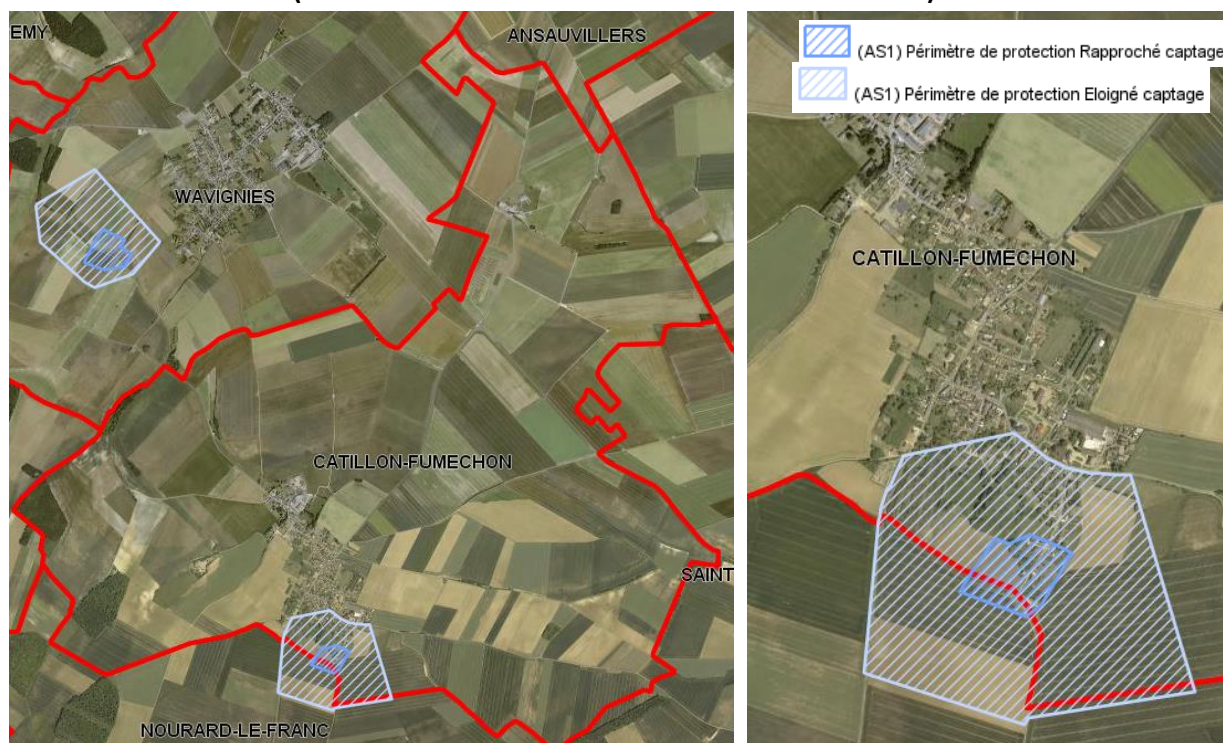 EMY
ANSAUVILLERS
WAVIGNIES
CATILLON-FUMECHON
SAINT
NOURARD-LE-FRANC
(AS1) Périmètre de protection Rapproché captage
(AS1) Périmètre de protection Eloigné captage
CATILLON-FUMECHON